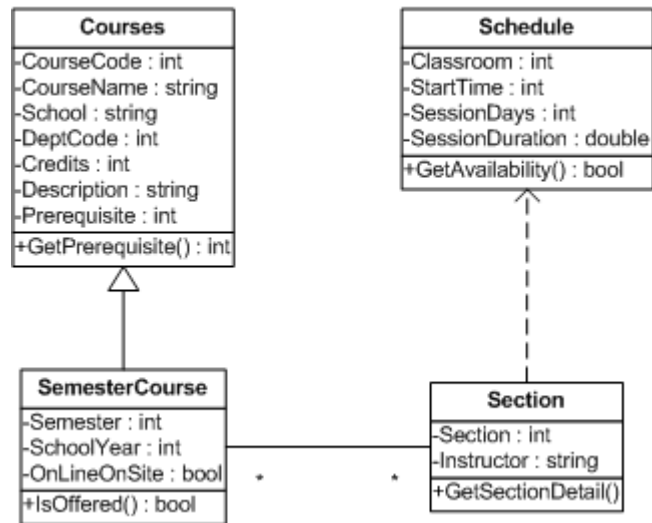 Courses
-CourseCode : int
-CourseName : string
-School : string
-DeptCode : int
-Credits : int
-Description : string
-Prerequisite : int
+GetPrerequisite() : int
Schedule
-Classroom : int
-StartTime : int
-SessionDays : int
-SessionDuration : double
+GetAvailability() : bool
SemesterCourse
-Semester : int
-SchoolYear : int
-OnLineOnSite : bool
+IsOffered() : bool
* *
Section
-Section : int
-Instructor : string
+GetSectionDetail()